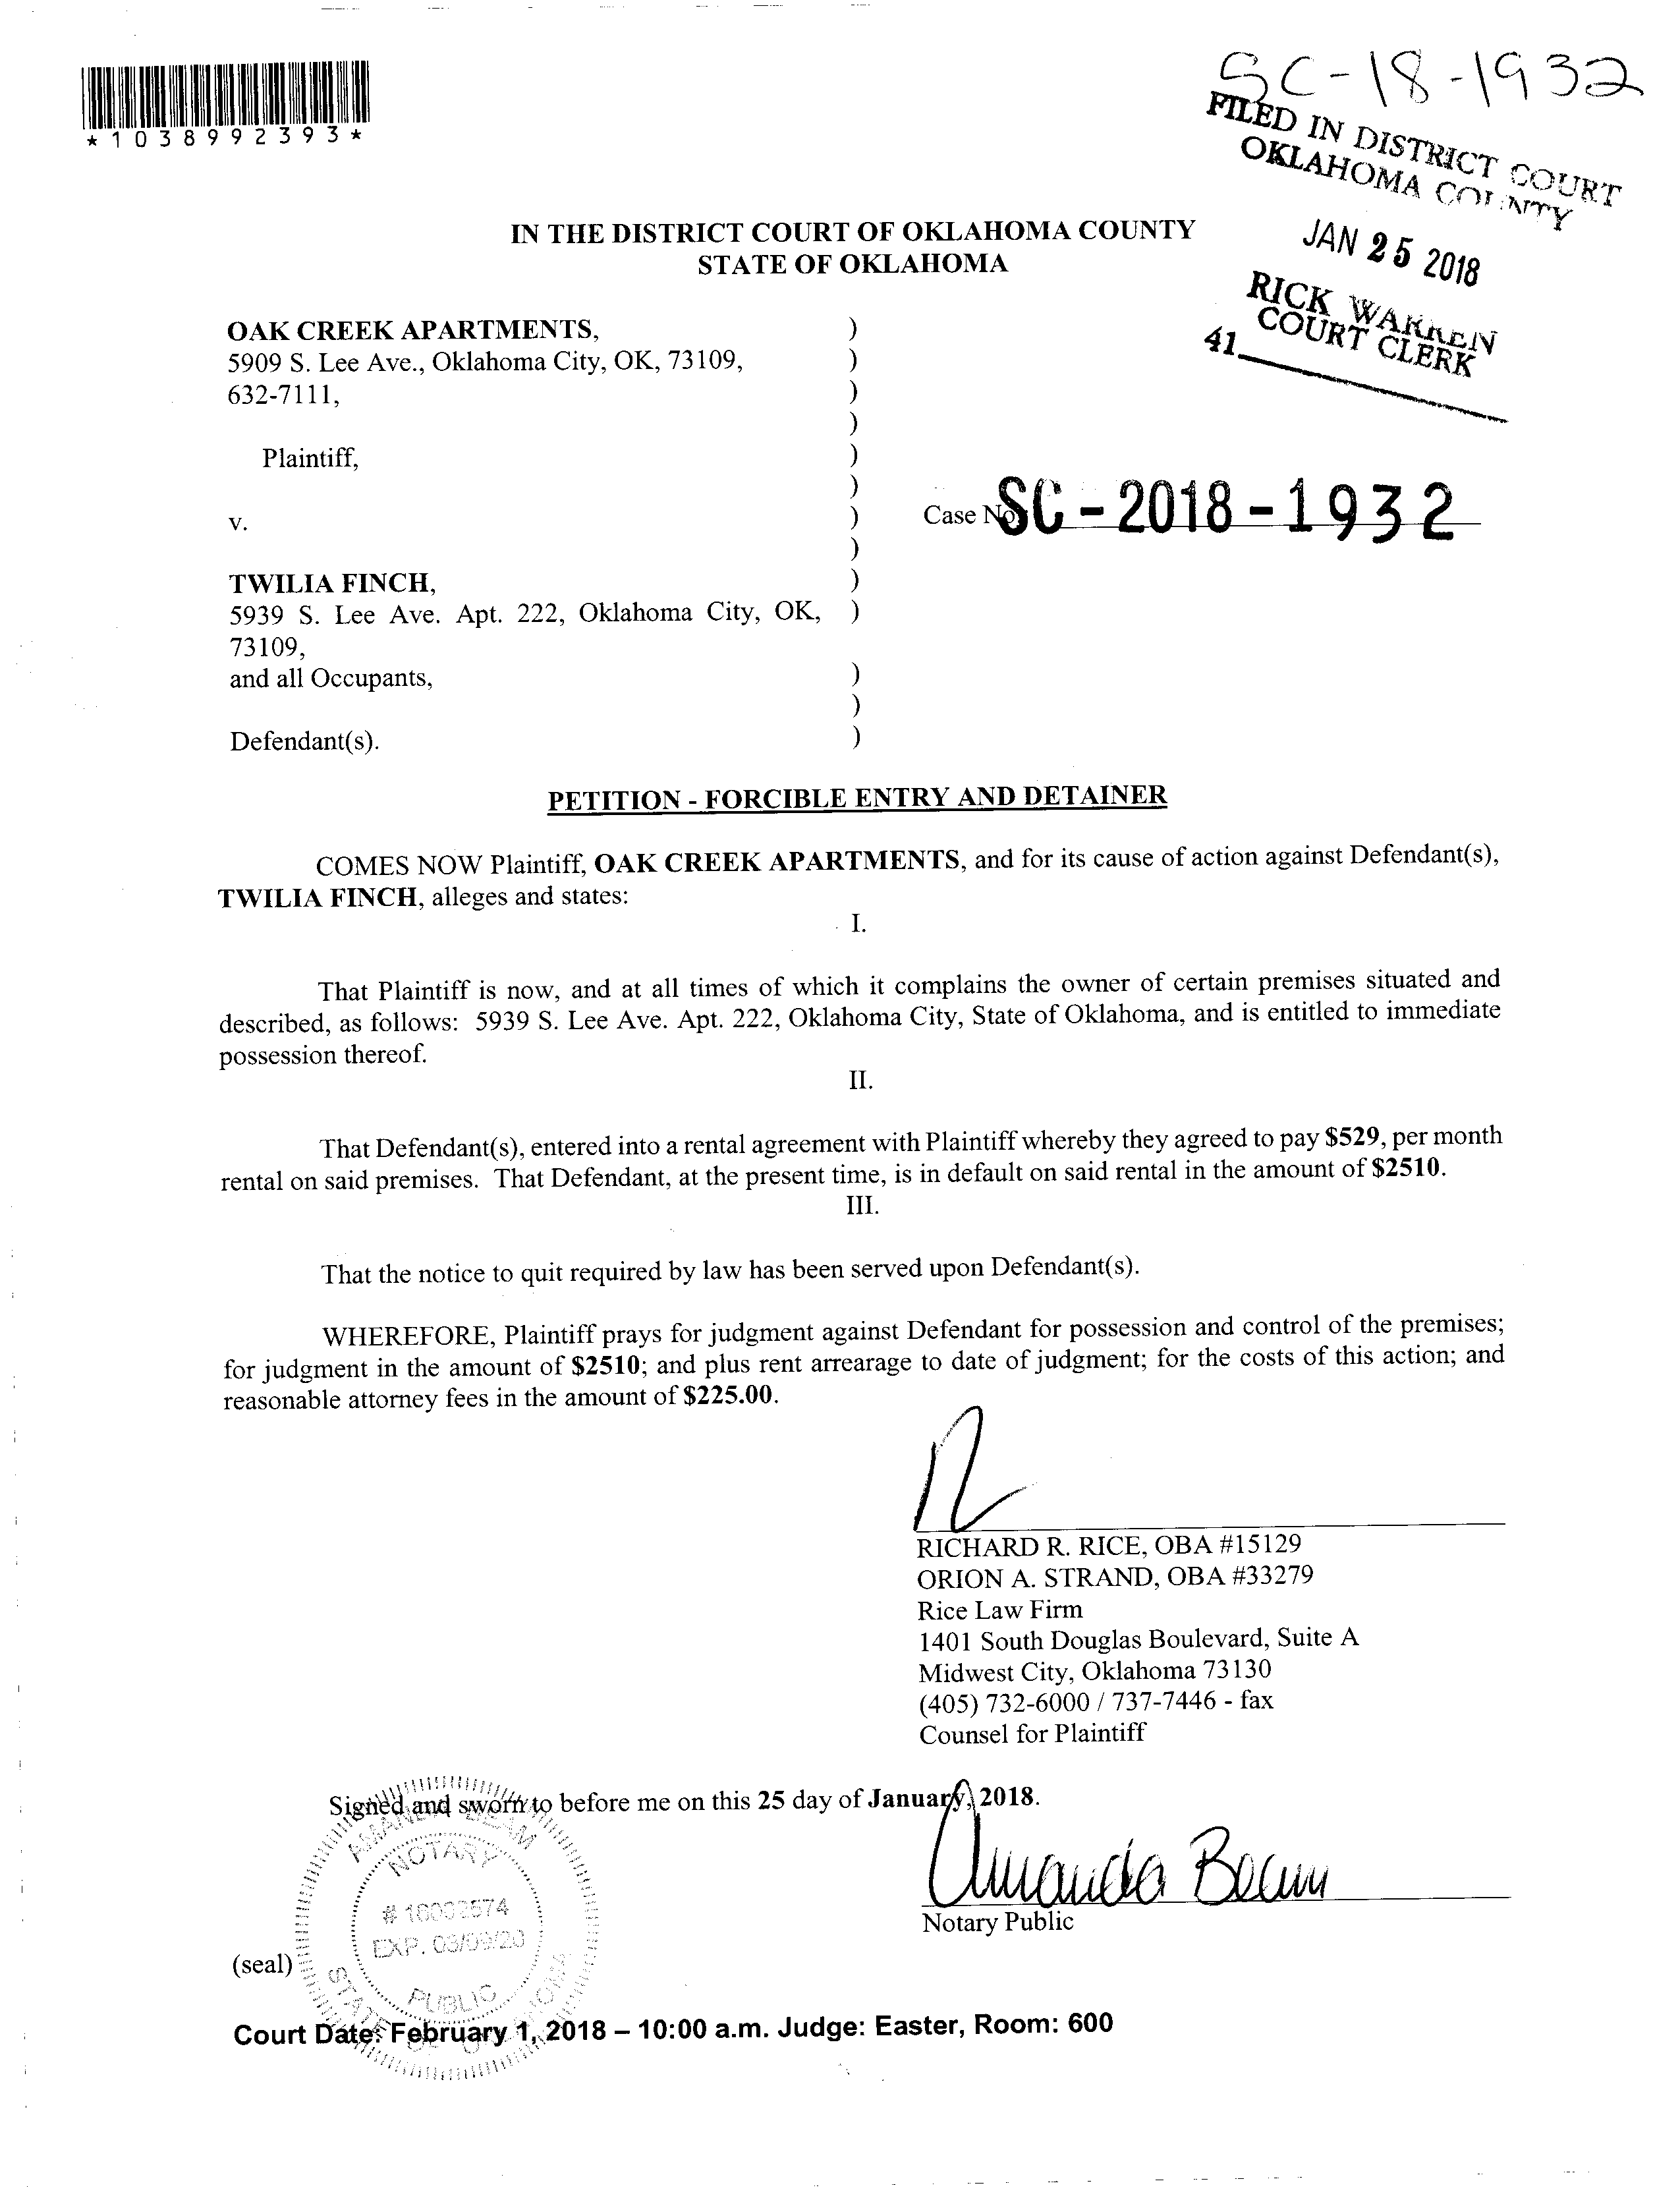 SC-18-1932
*1038992393*
FILED IN DISTRICT COURT
OKLAHOMA COUNTY
JAN 25 2018
RICK WARREN
COURT CLERK
41
IN THE DISTRICT COURT OF OKLAHOMA COUNTY
STATE OF OKLAHOMA
OAK CREEK APARTMENTS, )
5909 S. Lee Ave., Oklahoma City, OK, 73109, )
632-7111, )
)
Plaintiff, )
)
v. ) Case No. SC-2018-1932
)
TWILIA FINCH, )
5939 S. Lee Ave. Apt. 222, Oklahoma City, OK, )
73109,
and all Occupants, )
)
Defendant(s). )
PETITION - FORCIBLE ENTRY AND DETAINER
COMES NOW Plaintiff, OAK CREEK APARTMENTS, and for its cause of action against Defendant(s),
TWILIA FINCH, alleges and states:
I.
That Plaintiff is now, and at all times of which it complains the owner of certain premises situated and
described, as follows: 5939 S. Lee Ave. Apt. 222, Oklahoma City, State of Oklahoma, and is entitled to immediate
possession thereof.
II.
That Defendant(s), entered into a rental agreement with Plaintiff whereby they agreed to pay $529, per month
rental on said premises. That Defendant, at the present time, is in default on said rental in the amount of $2510.
III.
That the notice to quit required by law has been served upon Defendant(s).
WHEREFORE, Plaintiff prays for judgment against Defendant for possession and control of the premises;
for judgment in the amount of $2510; and plus rent arrearage to date of judgment; for the costs of this action; and
reasonable attorney fees in the amount of $225.00.
RICHARD R. RICE, OBA #15129
ORION A. STRAND, OBA #33279
Rice Law Firm
1401 South Douglas Boulevard, Suite A
Midwest City, Oklahoma 73130
(405) 732-6000 / 737-7446 - fax
Counsel for Plaintiff
Signed and sworn to before me on this 25 day of January, 2018.
Amanda Beam
Notary Public
AMANDA BEAM
NOTARY
EXP. 03/09/20
PUBLIC
STATE OF OKLAHOMA
(seal)
Court Date: February 1, 2018 – 10:00 a.m. Judge: Easter, Room: 600